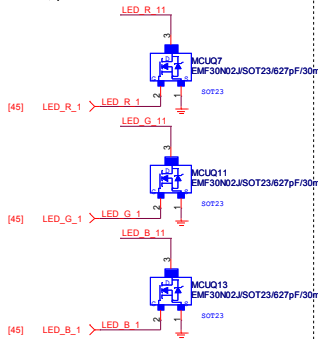 LED_R_11
3
MCUQ7
EMF30N02J/SOT23/627pF/30m
SOT23
2
1
[45] LED_R_1 LED_R_1
LED_G_11
3
MCUQ11
EMF30N02J/SOT23/627pF/30m
SOT23
2
1
[45] LED_G_1 LED_G_1
LED_B_11
3
MCUQ13
EMF30N02J/SOT23/627pF/30m
SOT23
2
1
[45] LED_B_1 LED_B_1